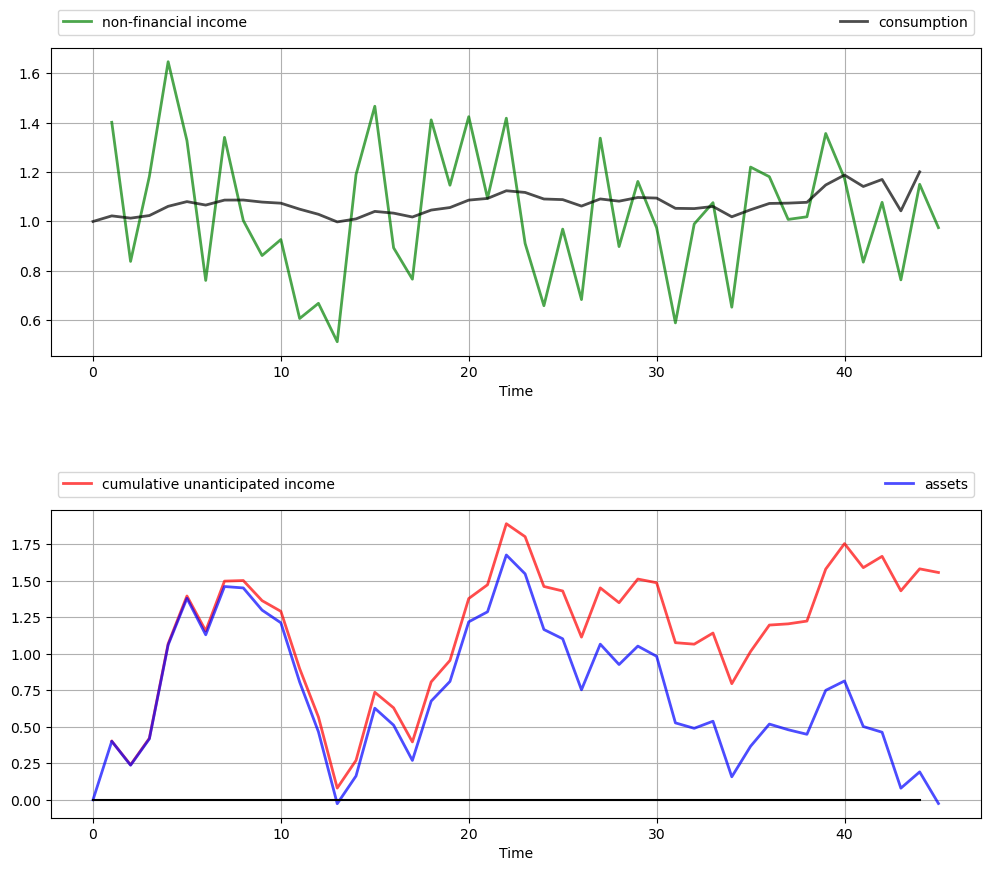 non-financial income consumption
1.6
1.4
1.2
1.0
0.8
0.6
0 10 20 30 40
Time
cumulative unanticipated income assets
1.75
1.50
1.25
1.00
0.75
0.50
0.25
0.00
0 10 20 30 40
Time